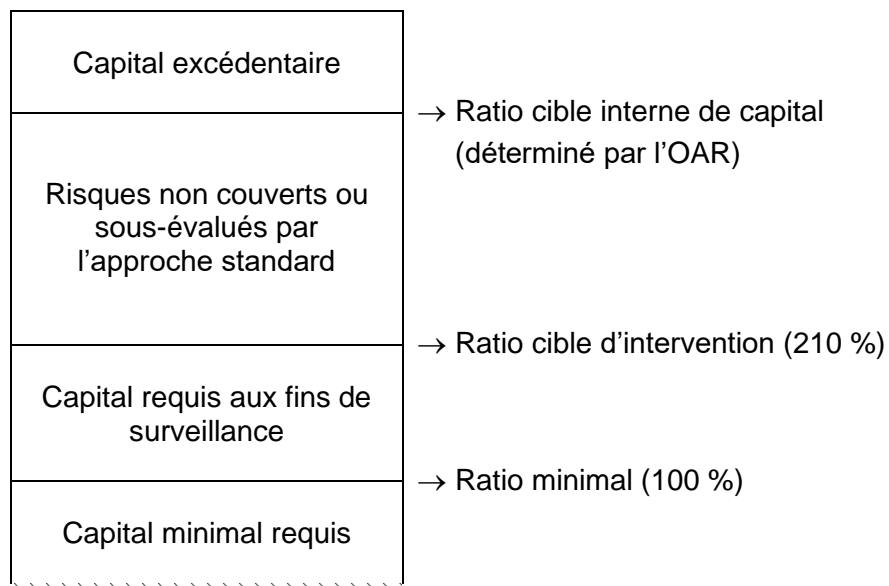 Capital excédentaire
→ Ratio cible interne de capital
(déterminé par l’OAR)
Risques non couverts ou
sous-évalués par
l’approche standard
→ Ratio cible d’intervention (210 %)
Capital requis aux fins de
surveillance
→ Ratio minimal (100 %)
Capital minimal requis